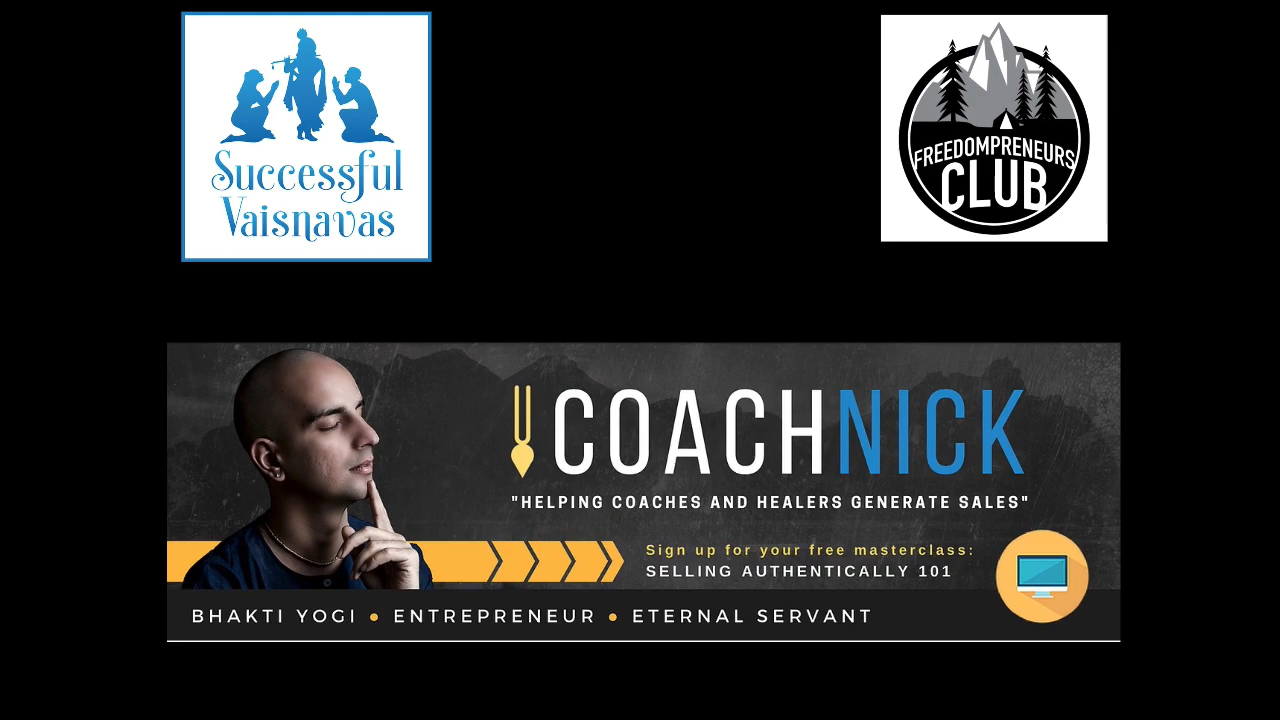 Successful
Vaisnavas
FREEDOMPRENEURS
CLUB
COACHNICK
"HELPING COACHES AND HEALERS GENERATE SALES"
Sign up for your free masterclass:
SELLING AUTHENTICALLY 101
BHAKTI YOGI • ENTREPRENEUR • ETERNAL SERVANT